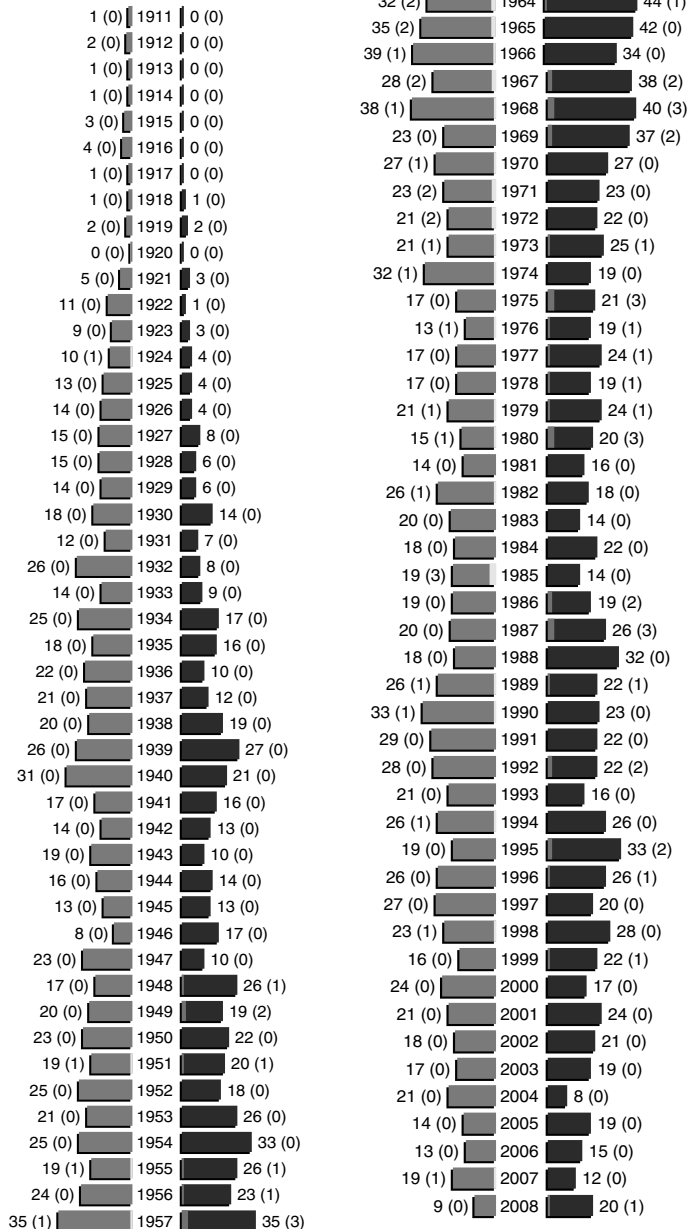 1 (0) 1911 0 (0)
2 (0) 1912 0 (0)
1 (0) 1913 0 (0)
1 (0) 1914 0 (0)
3 (0) 1915 0 (0)
4 (0) 1916 0 (0)
1 (0) 1917 0 (0)
1 (0) 1918 1 (0)
2 (0) 1919 2 (0)
0 (0) 1920 0 (0)
5 (0) 1921 3 (0)
11 (0) 1922 1 (0)
9 (0) 1923 3 (0)
10 (1) 1924 4 (0)
13 (0) 1925 4 (0)
14 (0) 1926 4 (0)
15 (0) 1927 8 (0)
15 (0) 1928 6 (0)
14 (0) 1929 6 (0)
18 (0) 1930 14 (0)
12 (0) 1931 7 (0)
26 (0) 1932 8 (0)
14 (0) 1933 9 (0)
25 (0) 1934 17 (0)
18 (0) 1935 16 (0)
22 (0) 1936 10 (0)
21 (0) 1937 12 (0)
20 (0) 1938 19 (0)
26 (0) 1939 27 (0)
31 (0) 1940 21 (0)
17 (0) 1941 16 (0)
14 (0) 1942 13 (0)
19 (0) 1943 10 (0)
16 (0) 1944 14 (0)
13 (0) 1945 13 (0)
8 (0) 1946 17 (0)
23 (0) 1947 10 (0)
17 (0) 1948 26 (1)
20 (0) 1949 19 (2)
23 (0) 1950 22 (0)
19 (1) 1951 20 (1)
25 (0) 1952 18 (0)
21 (0) 1953 26 (0)
25 (0) 1954 33 (0)
19 (1) 1955 26 (1)
24 (0) 1956 23 (1)
35 (1) 1957 35 (3)
32 (2) 1964 44 (1)
35 (2) 1965 42 (0)
39 (1) 1966 34 (0)
28 (2) 1967 38 (2)
38 (1) 1968 40 (3)
23 (0) 1969 37 (2)
27 (1) 1970 27 (0)
23 (2) 1971 23 (0)
21 (2) 1972 22 (0)
21 (1) 1973 25 (1)
32 (1) 1974 19 (0)
17 (0) 1975 21 (3)
13 (1) 1976 19 (1)
17 (0) 1977 24 (1)
17 (0) 1978 19 (1)
21 (1) 1979 24 (1)
15 (1) 1980 20 (3)
14 (0) 1981 16 (0)
26 (1) 1982 18 (0)
20 (0) 1983 14 (0)
18 (0) 1984 22 (0)
19 (3) 1985 14 (0)
19 (0) 1986 19 (2)
20 (0) 1987 26 (3)
18 (0) 1988 32 (0)
26 (1) 1989 22 (1)
33 (1) 1990 23 (0)
29 (0) 1991 22 (0)
28 (0) 1992 22 (2)
21 (0) 1993 16 (0)
26 (1) 1994 26 (0)
19 (0) 1995 33 (2)
26 (0) 1996 26 (1)
27 (0) 1997 20 (0)
23 (1) 1998 28 (0)
16 (0) 1999 22 (1)
24 (0) 2000 17 (0)
21 (0) 2001 24 (0)
18 (0) 2002 21 (0)
17 (0) 2003 19 (0)
21 (0) 2004 8 (0)
14 (0) 2005 19 (0)
13 (0) 2006 15 (0)
19 (1) 2007 12 (0)
9 (0) 2008 20 (1)